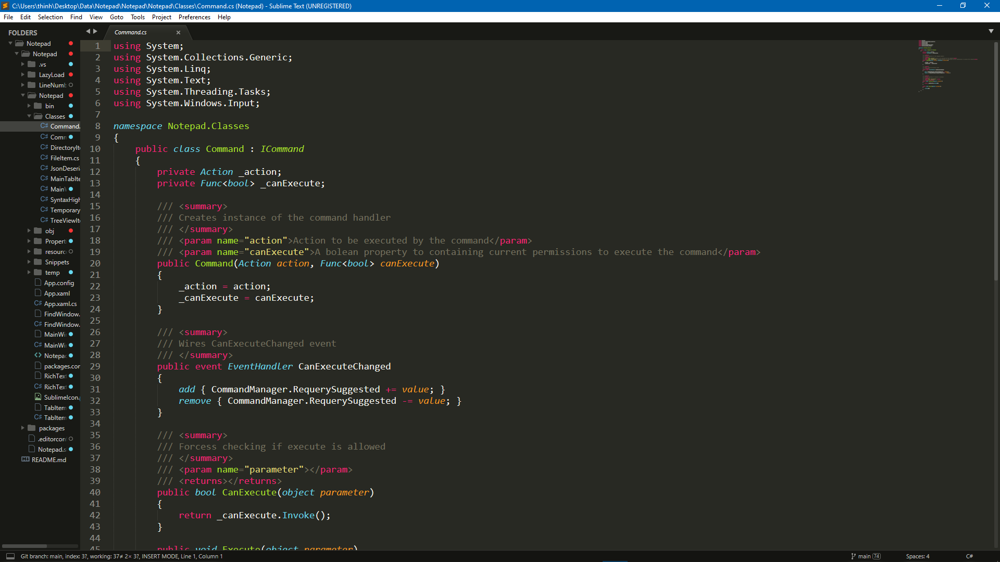 C:\Users\thinh\Desktop\Data\Notepad\Notepad\Notepad\Classes\Command.cs (Notepad) - Sublime Text (UNREGISTERED)
File Edit Selection Find View Goto Tools Project Preferences Help
FOLDERS
Notepad
Notepad
.vs
LazyLoad
LineNumb
Notepad
bin
Classes
C# Command.
C# Comm
C# DirectoryIte
C# FileItem.cs
C# JsonDeseri
C# MainTabIte
C# MainV
C# SyntaxHigh
C# Temporary
C# TreeViewIte
obj
Propert
resourc
Snippets
temp
App.config
App.xaml
C# App.xaml.cs
FindWindow.
C# FindWindow.
MainWi
C# MainWi
<> Notepad
packages.con
RichText
C# RichText
SublimeIcon.p
TabItem
C# TabItem
packages
.editorconf
Notepad.s
README.md
Command.cs ×
1 using System;
2 using System.Collections.Generic;
3 using System.Linq;
4 using System.Text;
5 using System.Threading.Tasks;
6 using System.Windows.Input;
7
8 namespace Notepad.Classes
9 {
10 public class Command : ICommand
11 {
12 private Action _action;
13 private Func<bool> _canExecute;
14
15 /// <summary>
16 /// Creates instance of the command handler
17 /// </summary>
18 /// <param name="action">Action to be executed by the command</param>
19 /// <param name="canExecute">A bolean property to containing current permissions to execute the command</param>
20 public Command(Action action, Func<bool> canExecute)
21 {
22 _action = action;
23 _canExecute = canExecute;
24 }
25
26 /// <summary>
27 /// Wires CanExecuteChanged event
28 /// </summary>
29 public event EventHandler CanExecuteChanged
30 {
31 add { CommandManager.RequerySuggested += value; }
32 remove { CommandManager.RequerySuggested -= value; }
33 }
34
35 /// <summary>
36 /// Forcess checking if execute is allowed
37 /// </summary>
38 /// <param name="parameter"></param>
39 /// <returns></returns>
40 public bool CanExecute(object parameter)
41 {
42 return _canExecute.Invoke();
43 }
44
45 public void Execute(object parameter)
Git branch: main, index: 3?, working: 37≠ 2× 3?, INSERT MODE, Line 1, Column 1
main 74
Spaces: 4
C#